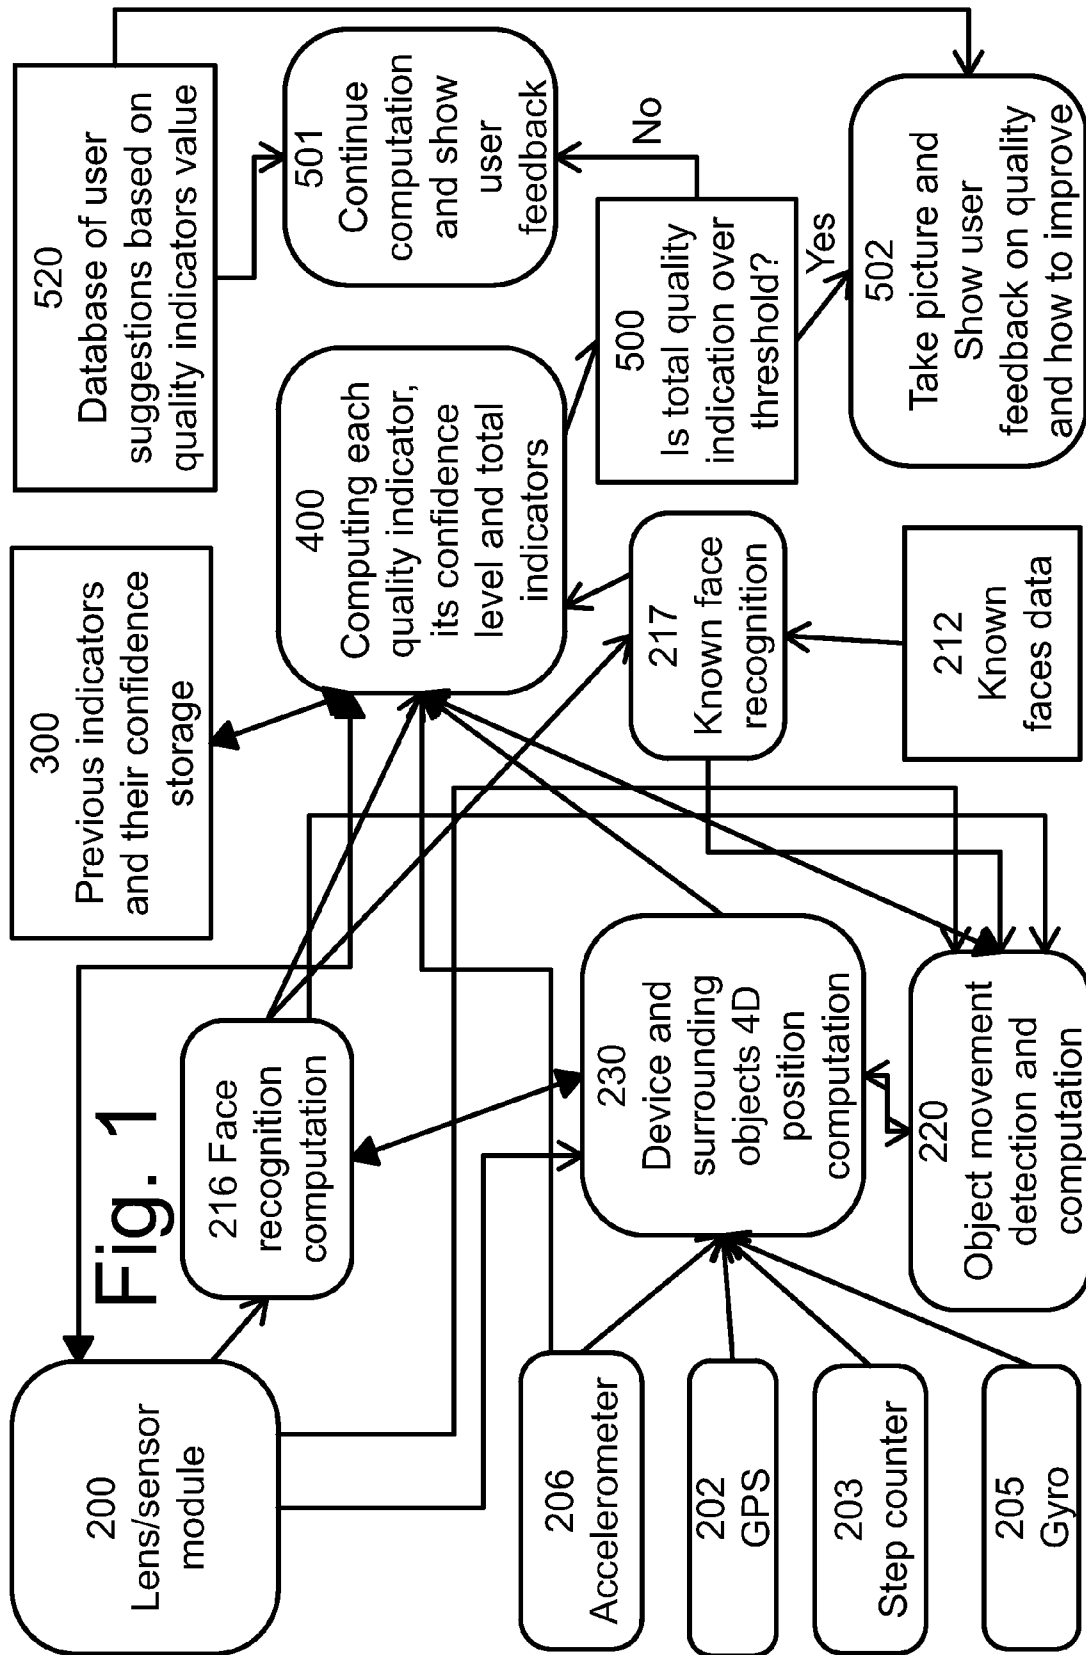 Fig. 1
200
Lens/sensor
module
216 Face
recognition
computation
300
Previous indicators
and their confidence
storage
520
Database of user
suggestions based on
quality indicators value
400
Computing each
quality indicator,
its confidence
level and total
indicators
501
Continue
computation
and show
user
feedback
No
206
Accelerometer
202
GPS
203
Step counter
205
Gyro
230
Device and
surrounding
objects 4D
position
computation
220
Object movement
detection and
computation
217
Known face
recognition
212
Known
faces data
500
Is total quality
indication over
threshold?
Yes
502
Take picture and
Show user
feedback on quality
and how to improve